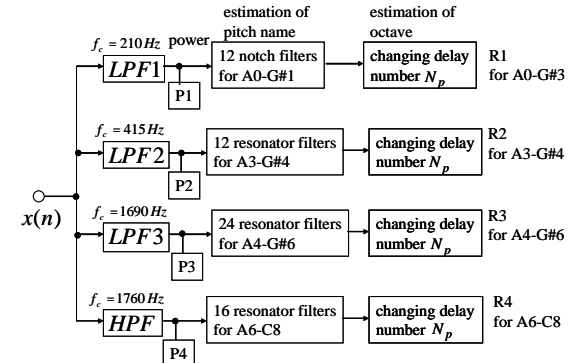 estimation of
pitch name
estimation of
octave
f_c = 210 Hz
power
LPF1
P1
12 notch filters
for A0-G#1
changing delay
number N_p
R1
for A0-G#3
f_c = 415 Hz
LPF2
P2
12 resonator filters
for A3-G#4
changing delay
number N_p
R2
for A3-G#4
x(n)
f_c = 1690 Hz
LPF3
P3
24 resonator filters
for A4-G#6
changing delay
number N_p
R3
for A4-G#6
f_c = 1760 Hz
HPF
P4
16 resonator filters
for A6-C8
changing delay
number N_p
R4
for A6-C8